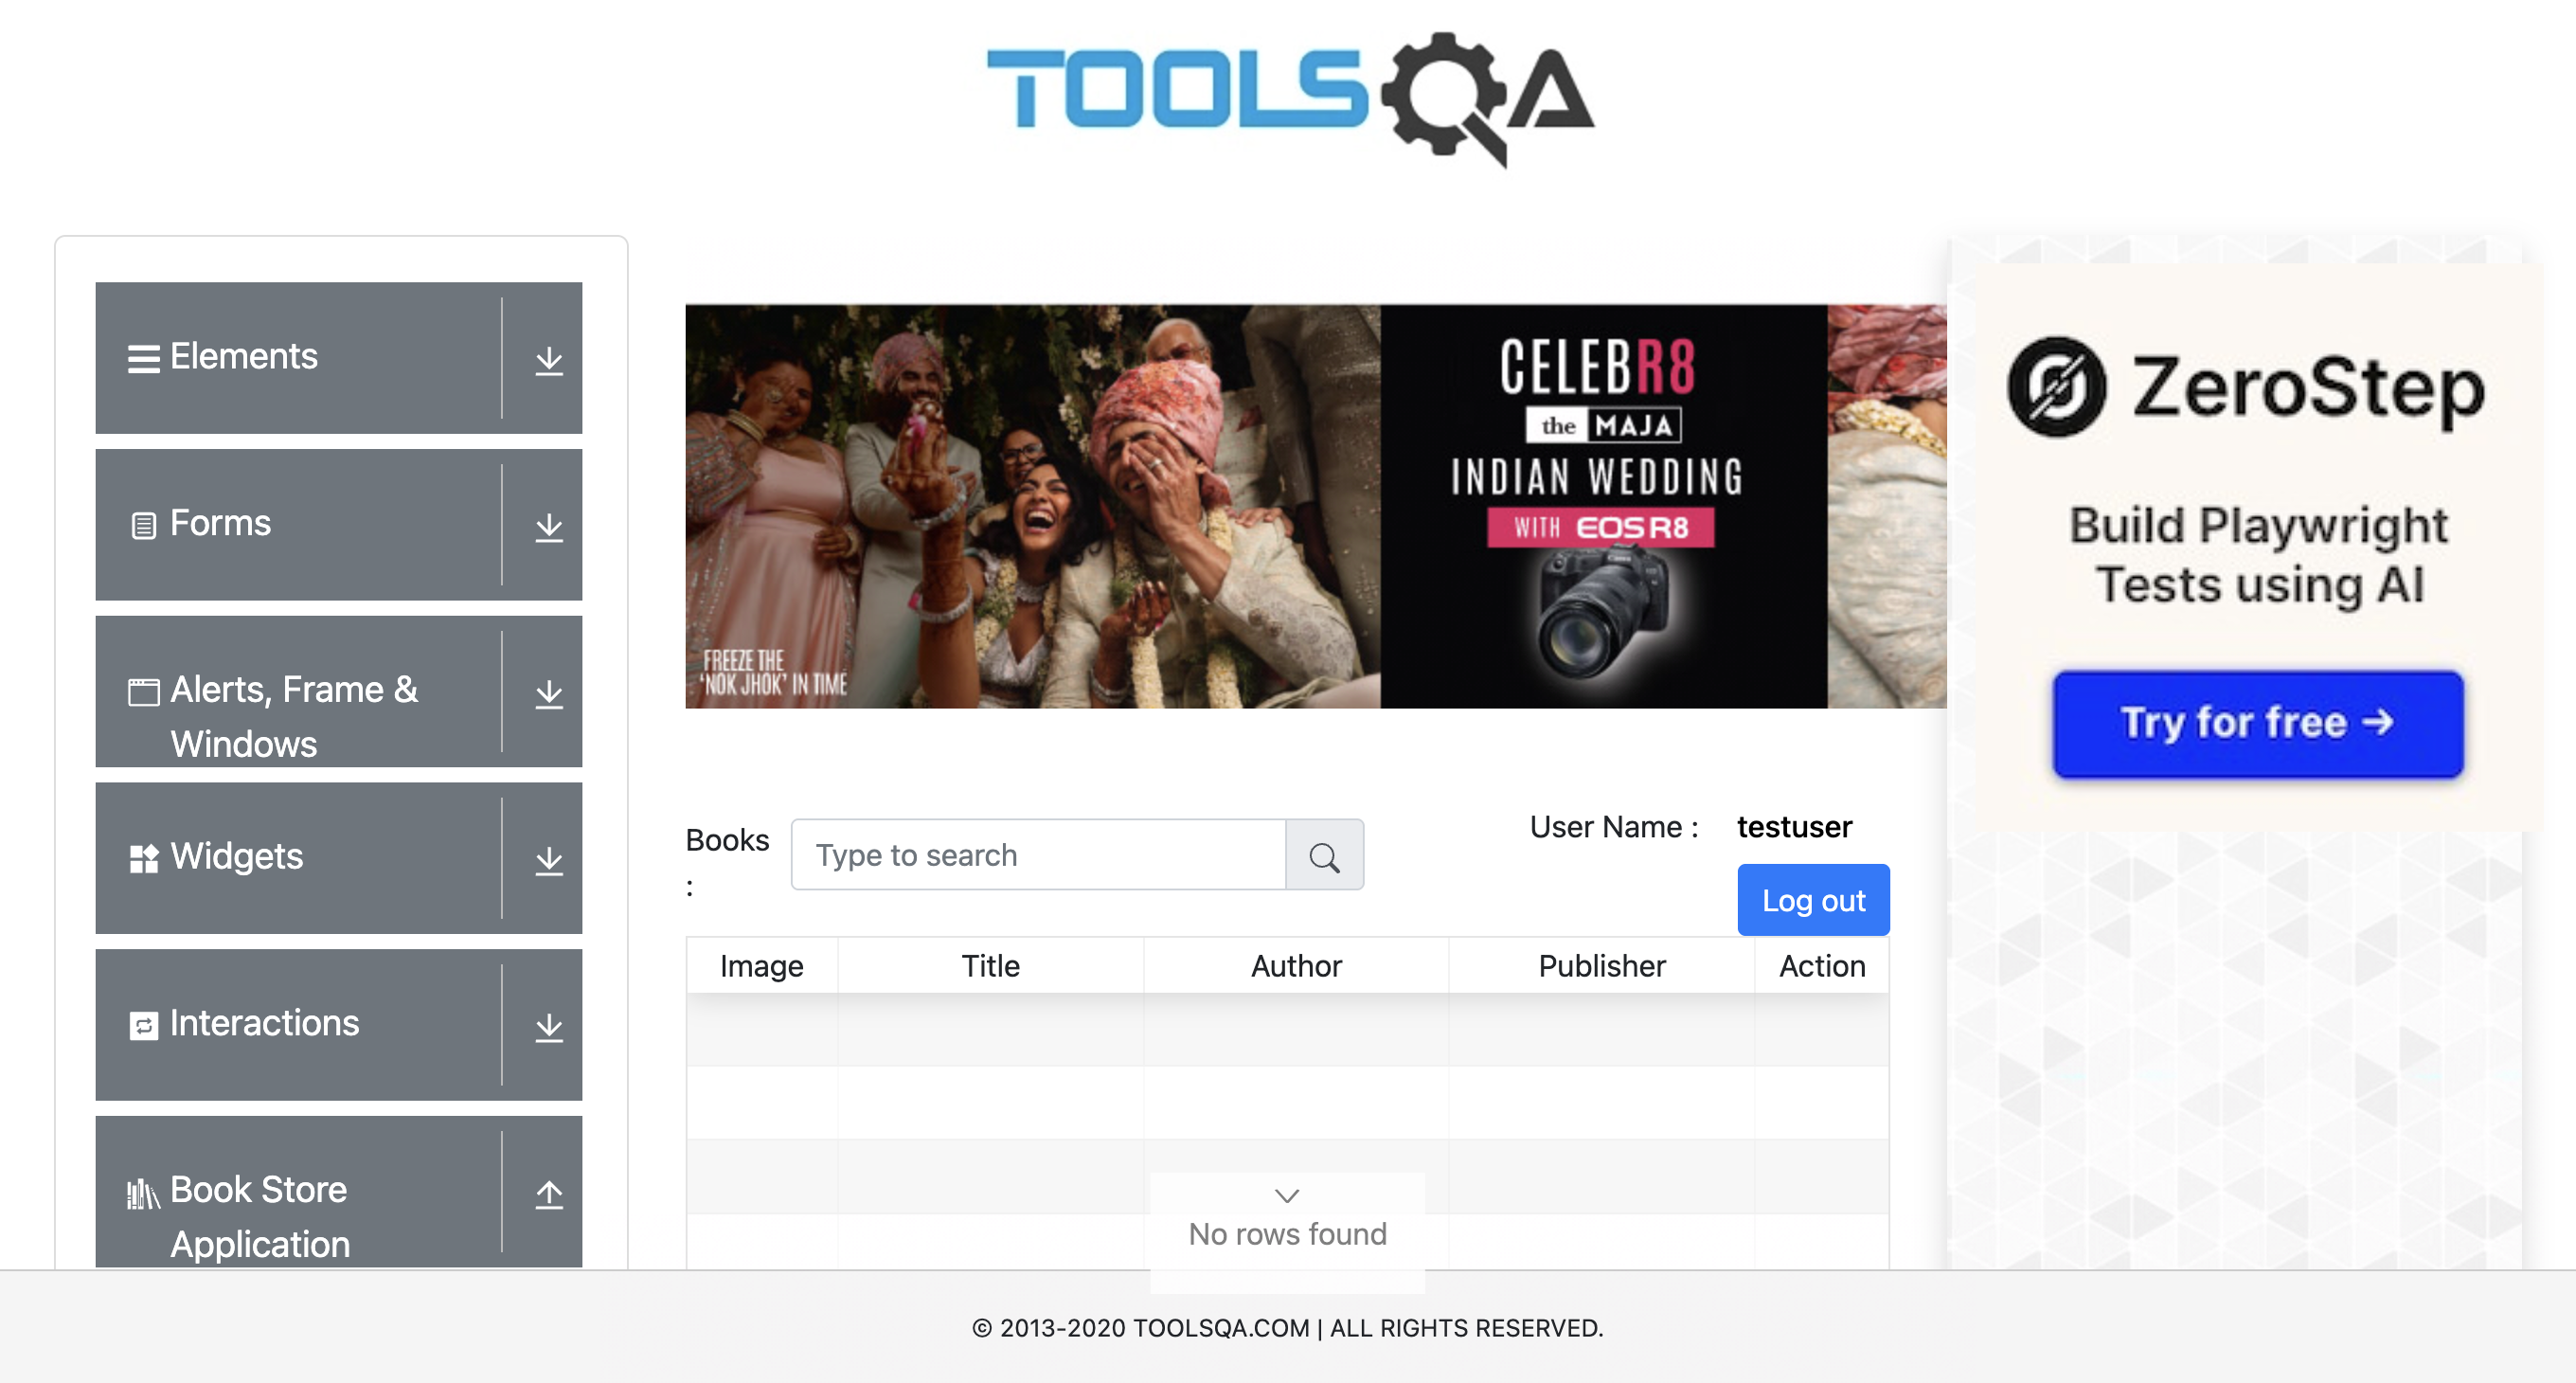 TOOLSQA
Elements
Forms
Alerts, Frame &
Windows
Widgets
Interactions
Book Store
Application
FREEZE THE
'NOK JHOK' IN TIME
CELEBR8
the MAJA
INDIAN WEDDING
WITH EOS R8
Canon
ZeroStep
Build Playwright
Tests using AI
Try for free →
Books
:
Type to search
User Name :
testuser
Log out
Image
Title
Author
Publisher
Action
No rows found
© 2013-2020 TOOLSQA.COM | ALL RIGHTS RESERVED.